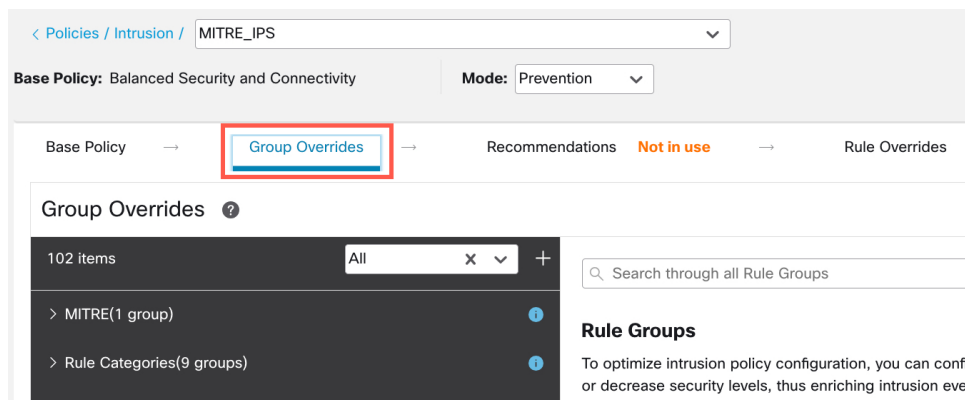 Policies / Intrusion / MITRE_IPS
Base Policy: Balanced Security and Connectivity Mode: Prevention
Base Policy → Group Overrides → Recommendations Not in use → Rule Overrides
Group Overrides ?
102 items All X +
Search through all Rule Groups
> MITRE(1 group) i
Rule Groups
> Rule Categories(9 groups) i
To optimize intrusion policy configuration, you can
or decrease security levels, thus enriching intrusion